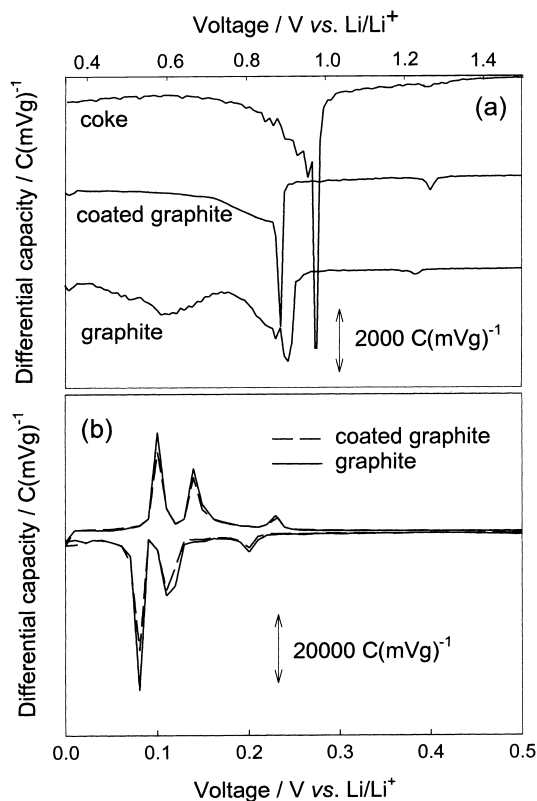 Voltage / V vs. Li/Li+
0.4 0.6 0.8 1.0 1.2 1.4
Differential capacity / C(mVg)-1
(a)
coke
coated graphite
graphite
2000 C(mVg)-1
Differential capacity / C(mVg)-1
(b)
coated graphite
graphite
20000 C(mVg)-1
0.0 0.1 0.2 0.3 0.4 0.5
Voltage / V vs. Li/Li+